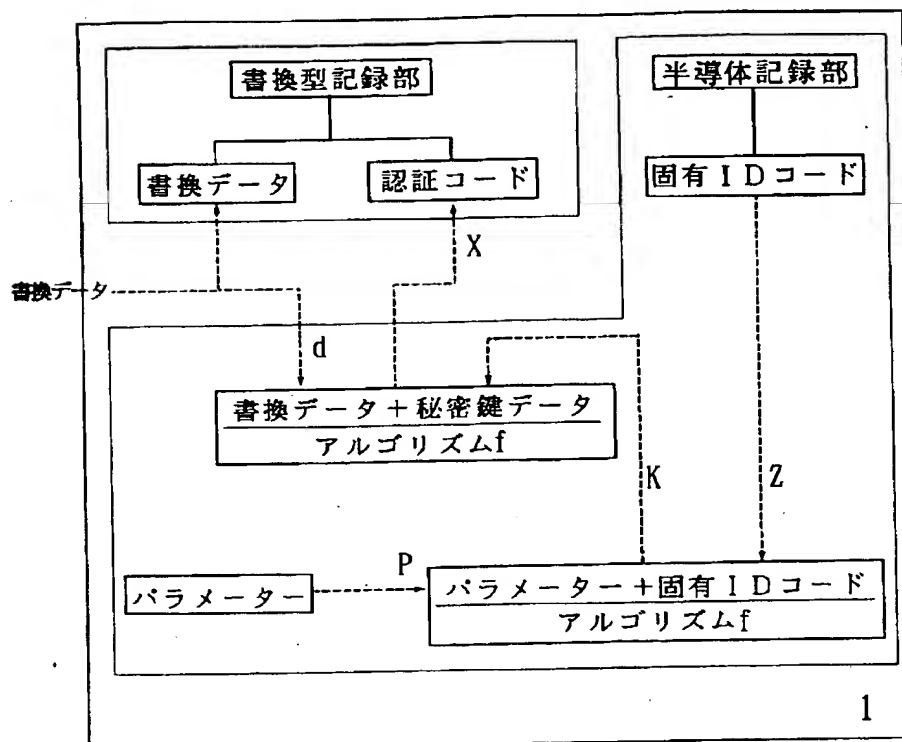 書換型記録部
半導体記録部
書換データ
認証コード
固有IDコード
X
書換データ
d
書換データ+秘密鍵データ
アルゴリズムf
K
Z
P
パラメーター
パラメーター+固有IDコード
アルゴリズムf
1